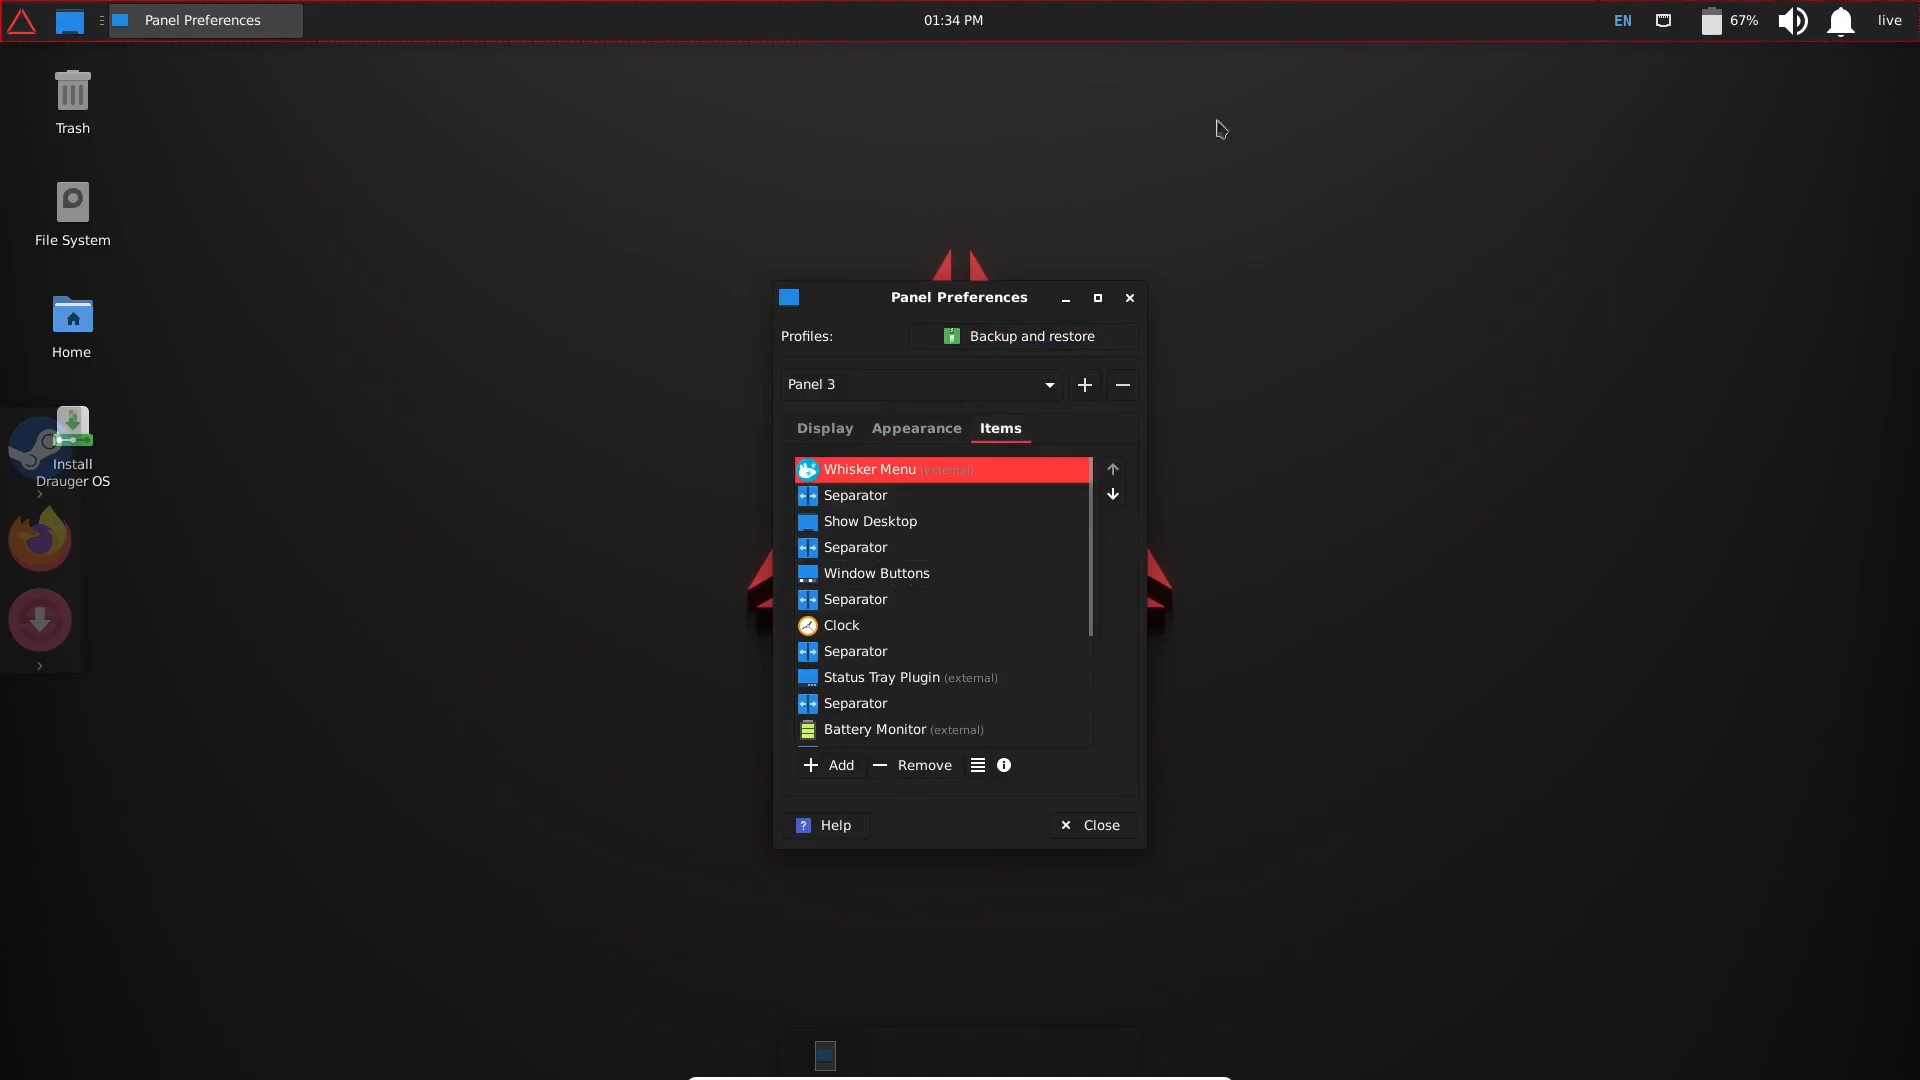 Panel Preferences
01:34 PM
EN
67%
live
Trash
File System
Home
Install
Drauger OS
Panel Preferences
Profiles:
Backup and restore
Panel 3
Display Appearance Items
Whisker Menu (external)
Separator
Show Desktop
Separator
Window Buttons
Separator
Clock
Separator
Status Tray Plugin (external)
Separator
Battery Monitor (external)
Add Remove
Help Close